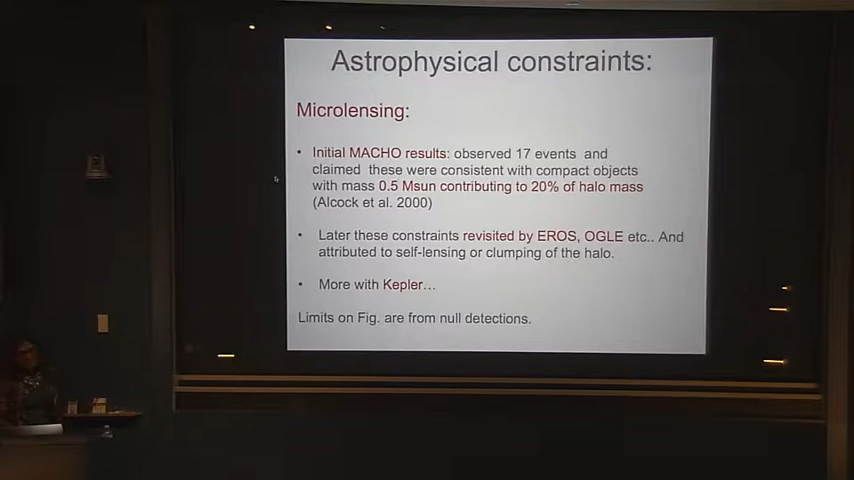 Astrophysical constraints:
Microlensing:
• Initial MACHO results: observed 17 events and
claimed these were consistent with compact objects
with mass 0.5 Msun contributing to 20% of halo mass
(Alcock et al. 2000)
• Later these constraints revisited by EROS, OGLE etc.. And
attributed to self-lensing or clumping of the halo.
• More with Kepler…
Limits on Fig. are from null detections.